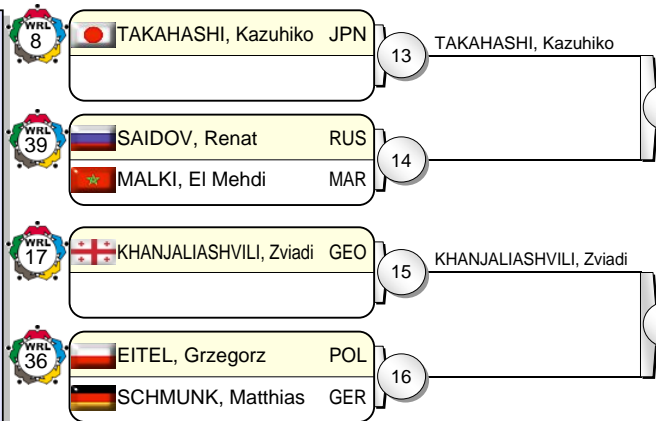 WRL
8
TAKAHASHI, Kazuhiko JPN
13
TAKAHASHI, Kazuhiko
WRL
39
SAIDOV, Renat RUS
MALKI, El Mehdi MAR
14
WRL
17
KHANJALIASHVILI, Zviadi GEO
15
KHANJALIASHVILI, Zviadi
WRL
36
EITEL, Grzegorz POL
SCHMUNK, Matthias GER
16